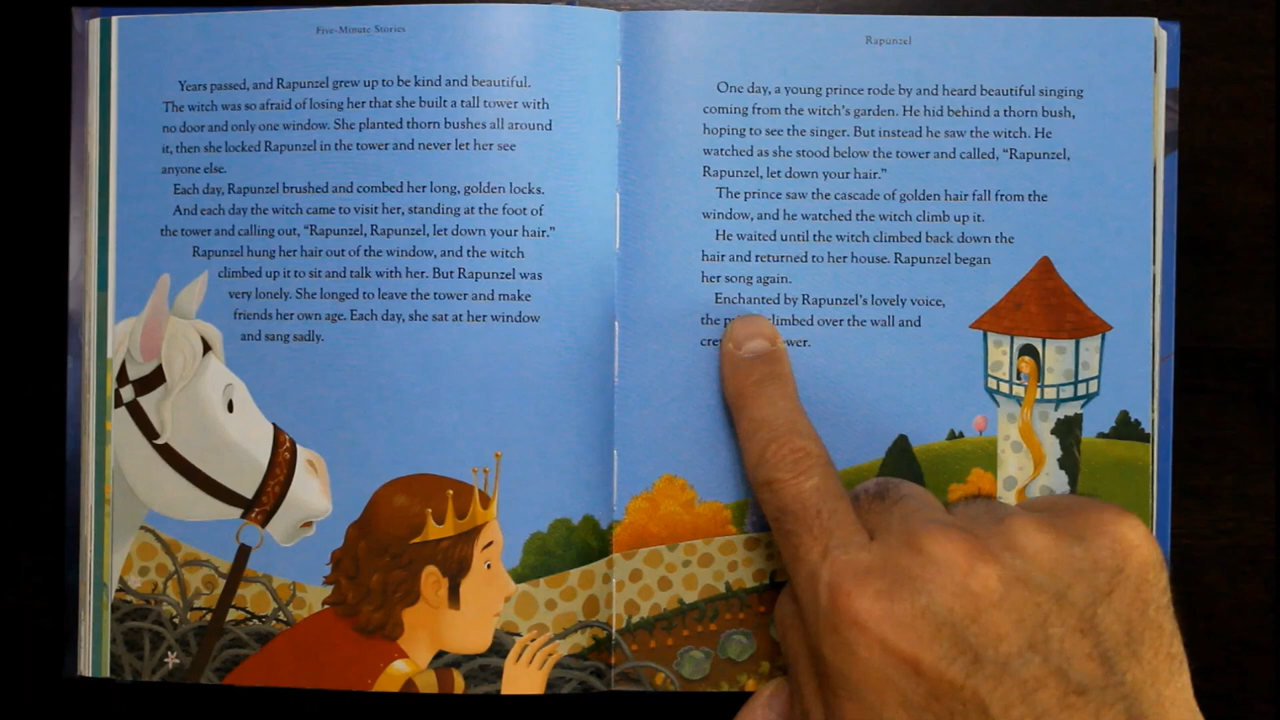 Five-Minute Stories
Years passed, and Rapunzel grew up to be kind and beautiful.
The witch was so afraid of losing her that she built a tall tower with
no door and only one window. She planted thorn bushes all around
it, then she locked Rapunzel in the tower and never let her see
anyone else.
Each day, Rapunzel brushed and combed her long, golden locks.
And each day the witch came to visit her, standing at the foot of
the tower and calling out, “Rapunzel, Rapunzel, let down your hair.”
Rapunzel hung her hair out of the window, and the witch
climbed up it to sit and talk with her. But Rapunzel was
very lonely. She longed to leave the tower and make
friends her own age. Each day, she sat at her window
and sang sadly.
Rapunzel
One day, a young prince rode by and heard beautiful singing
coming from the witch’s garden. He hid behind a thorn bush,
hoping to see the singer. But instead he saw the witch. He
watched as she stood below the tower and called, “Rapunzel,
Rapunzel, let down your hair.”
The prince saw the cascade of golden hair fall from the
window, and he watched the witch climb up it.
He waited until the witch climbed back down the
hair and returned to her house. Rapunzel began
her song again.
Enchanted by Rapunzel’s lovely voice,
the climbed over the wall and